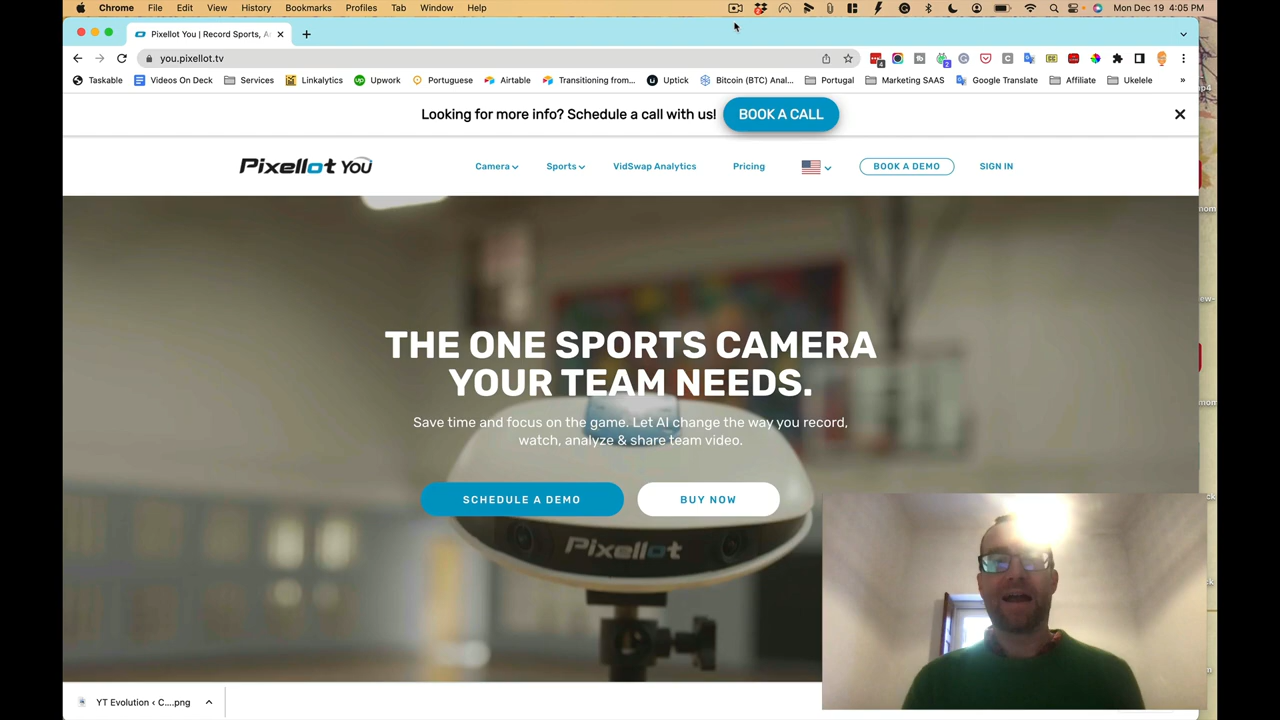 Chrome File Edit View History Bookmarks Profiles Tab Window Help Mon Dec 19 4:05 PM
Pixellot You | Record Sports, A
you.pixellot.tv
Taskable Videos On Deck Services Linkalytics Upwork Portuguese Airtable Transitioning from... Uptick Bitcoin (BTC) Anal... Portugal Marketing SAAS Google Translate Affiliate Ukelele »
Looking for more info? Schedule a call with us! BOOK A CALL
Pixellot You Camera Sports VidSwap Analytics Pricing BOOK A DEMO SIGN IN
THE ONE SPORTS CAMERA
YOUR TEAM NEEDS.
Save time and focus on the game. Let AI change the way you record,
watch, analyze & share team video.
SCHEDULE A DEMO BUY NOW
Pixellot
YT Evolution ‹ C....png